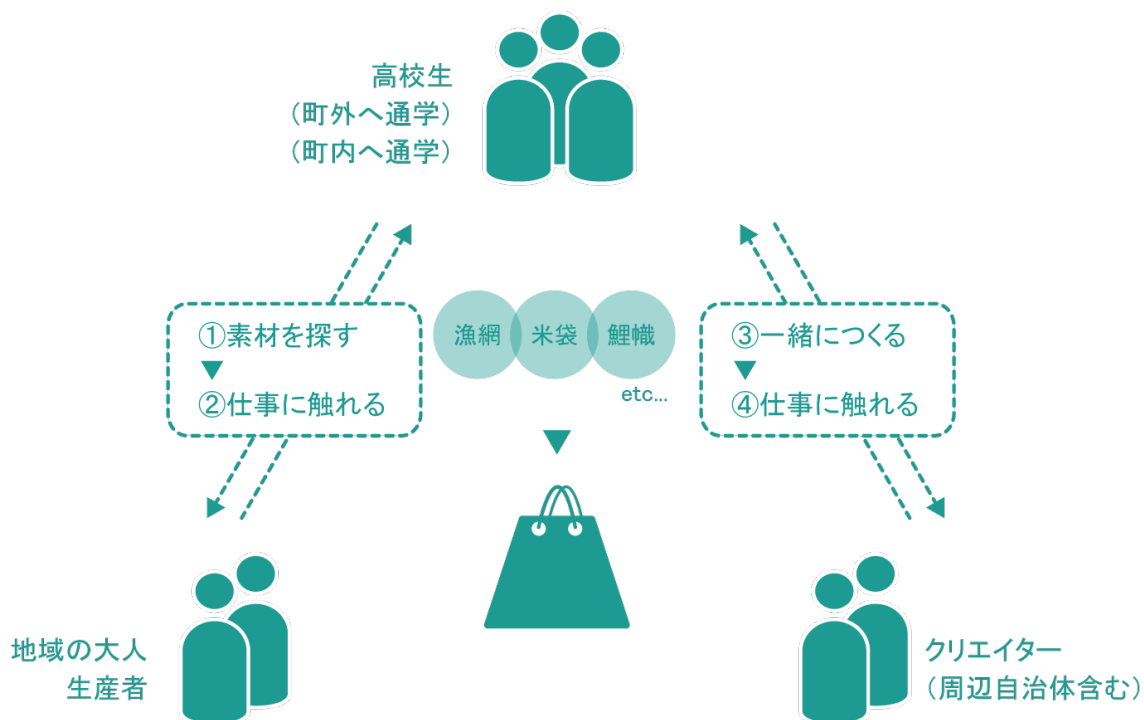 高校生
（町外へ通学）
（町内へ通学）
①素材を探す
▼
②仕事に触れる
漁網 米袋 鯉幟
etc...
▼
③一緒につくる
▼
④仕事に触れる
地域の大人
生産者
クリエイター
（周辺自治体含む）